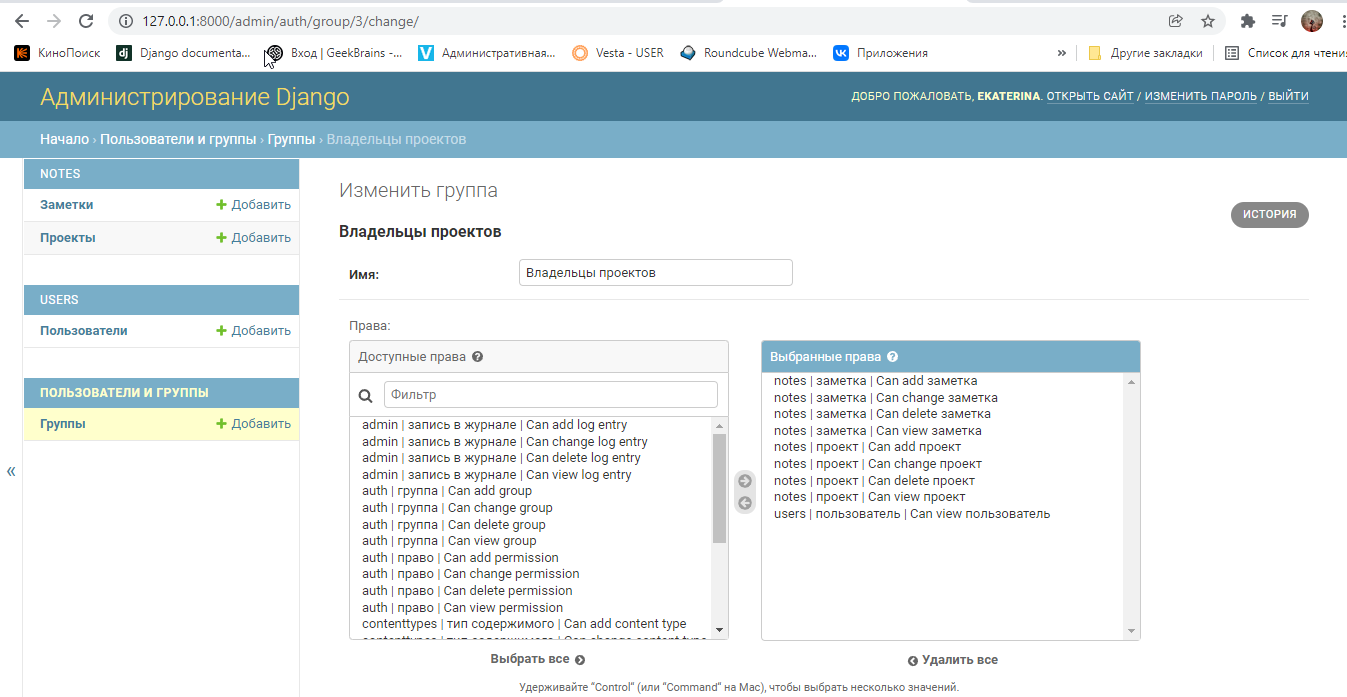 127.0.0.1:8000/admin/auth/group/3/change/
КиноПоиск Django documenta... Вход | GeekBrains -... Административная... Vesta - USER Roundcube Webma... Приложения » Другие закладки Список для чтени
Администрирование Django
ДОБРО ПОЖАЛОВАТЬ, EKATERINA. ОТКРЫТЬ САЙТ / ИЗМЕНИТЬ ПАРОЛЬ / ВЫЙТИ
Начало › Пользователи и группы › Группы › Владельцы проектов
NOTES
Заметки + Добавить
Проекты + Добавить
USERS
Пользователи + Добавить
ПОЛЬЗОВАТЕЛИ И ГРУППЫ
Группы + Добавить
«
Изменить группа
ИСТОРИЯ
Владельцы проектов
Имя: Владельцы проектов
Права:
Доступные права ?
Фильтр
admin | запись в журнале | Can add log entry
admin | запись в журнале | Can change log entry
admin | запись в журнале | Can delete log entry
admin | запись в журнале | Can view log entry
auth | группа | Can add group
auth | группа | Can change group
auth | группа | Can delete group
auth | группа | Can view group
auth | право | Can add permission
auth | право | Can change permission
auth | право | Can delete permission
auth | право | Can view permission
contenttypes | тип содержимого | Can add content type
contenttypes | тип содержимого | Can change content type
Выбрать все
Выбранные права ?
notes | заметка | Can add заметка
notes | заметка | Can change заметка
notes | заметка | Can delete заметка
notes | заметка | Can view заметка
notes | проект | Can add проект
notes | проект | Can change проект
notes | проект | Can delete проект
notes | проект | Can view проект
users | пользователь | Can view пользователь
Удалить все
Удерживайте “Control“ (или “Command“ на Mac), чтобы выбрать несколько значений.